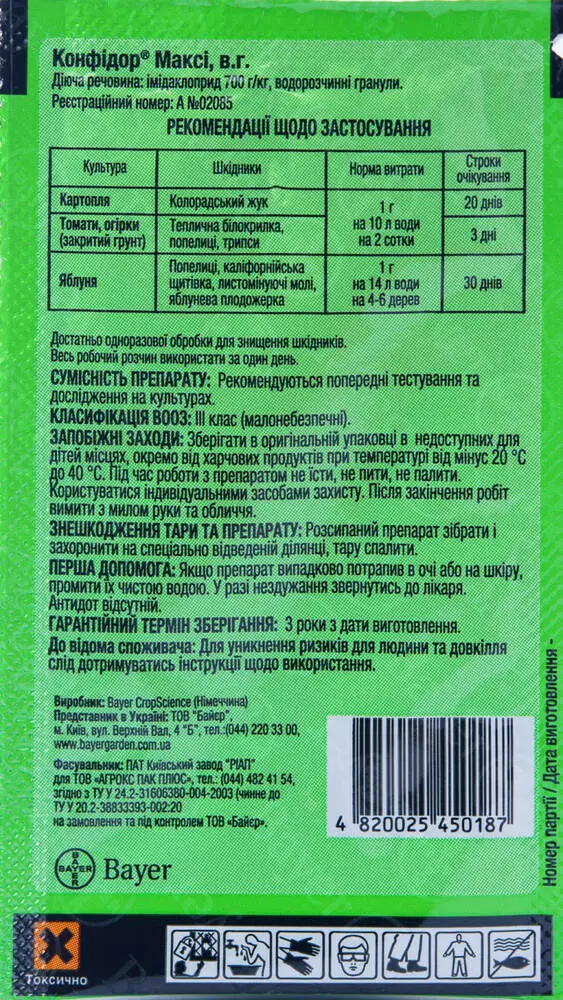 Конфідор® Максі, в.г.
Діюча речовина: імідаклоприд 700 г/кг, водорозчинні гранули.
Реєстраційний номер: А №02085
РЕКОМЕНДАЦІЇ ЩОДО ЗАСТОСУВАННЯ
Культура Шкідники Норма витрати Строки очікування
Картопля Колорадський жук 1 г на 10 л води на 2 сотки 20 днів
Томати, огірки (закритий грунт) Теплична білокрилка, попелиці, трипси 3 дні
Яблуня Попелиці, каліфорнійська щитівка, листомінуючі молі, яблунева плодожерка 1 г на 14 л води на 4-6 дерев 30 днів
Достатньо одноразової обробки для знищення шкідників.
Весь робочий розчин використати за один день.
СУМІСНІСТЬ ПРЕПАРАТУ: Рекомендуються попередні тестування та
дослідження на культурах.
КЛАСИФІКАЦІЯ ВООЗ: III клас (малонебезпечні).
ЗАПОБІЖНІ ЗАХОДИ: Зберігати в оригінальній упаковці в недоступних для
дітей місцях, окремо від харчових продуктів при температурі від мінус 20 °С
до 40 °С. Під час роботи з препаратом не їсти, не пити, не палити.
Користуватися індивідуальними засобами захисту. Після закінчення робіт
вимити з милом руки та обличчя.
ЗНЕШКОДЖЕННЯ ТАРИ ТА ПРЕПАРАТУ: Розсипаний препарат зібрати і
захоронити на спеціально відведеній ділянці, тару спалити.
ПЕРША ДОПОМОГА: Якщо препарат випадково потрапив в очі або на шкіру,
промити їх чистою водою. У разі нездужання звернутись до лікаря.
Антидот відсутній.
ГАРАНТІЙНИЙ ТЕРМІН ЗБЕРІГАННЯ: 3 роки з дати виготовлення.
До відома споживача: Для уникнення ризиків для людини та довкілля
слід дотримуватись інструкції щодо використання.
Виробник: Bayer CropScience (Німеччина)
Представник в Україні: ТОВ "Байєр",
м. Київ, вул. Верхній Вал, 4 "Б", тел.:(044) 220 33 00,
www.bayergarden.com.ua
Фасувальник: ПАТ Київський завод "РІАП"
для ТОВ «АГРОКС ПАК ПЛЮС», тел.: (044) 482 41 54,
згідно з ТУ У 24.2-31606380-004-2003 (чинне до
ТУ У 20.2-38833393-002:20
на замовлення та під контролем ТОВ «Байєр».
4 820025 450187
Номер партії / Дата виготовлення -
BAYER
BAYER
Bayer
Токсично